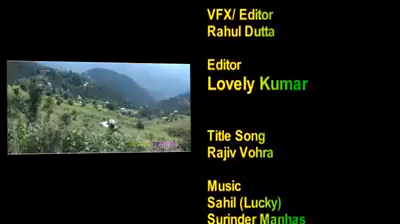 VFX/ Editor
Rahul Dutta
Editor
Lovely Kumar
Title Song
Rajiv Vohra
Music
Sahil (Lucky)
Surinder Manhas